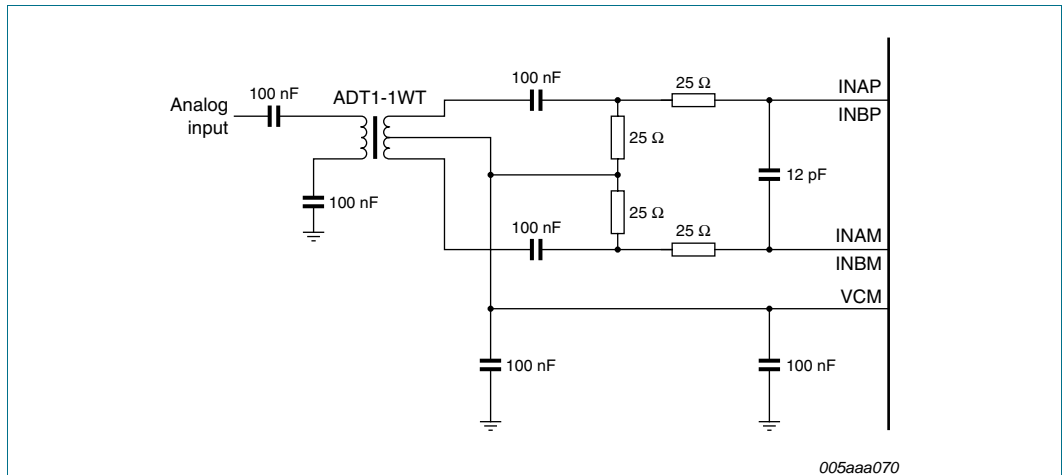 100 nF
ADT1-1WT
25 Ω
INAP
Analog
input
100 nF
INBP
25 Ω
12 pF
100 nF
25 Ω
100 nF
25 Ω
INAM
INBM
VCM
100 nF
100 nF
005aaa070